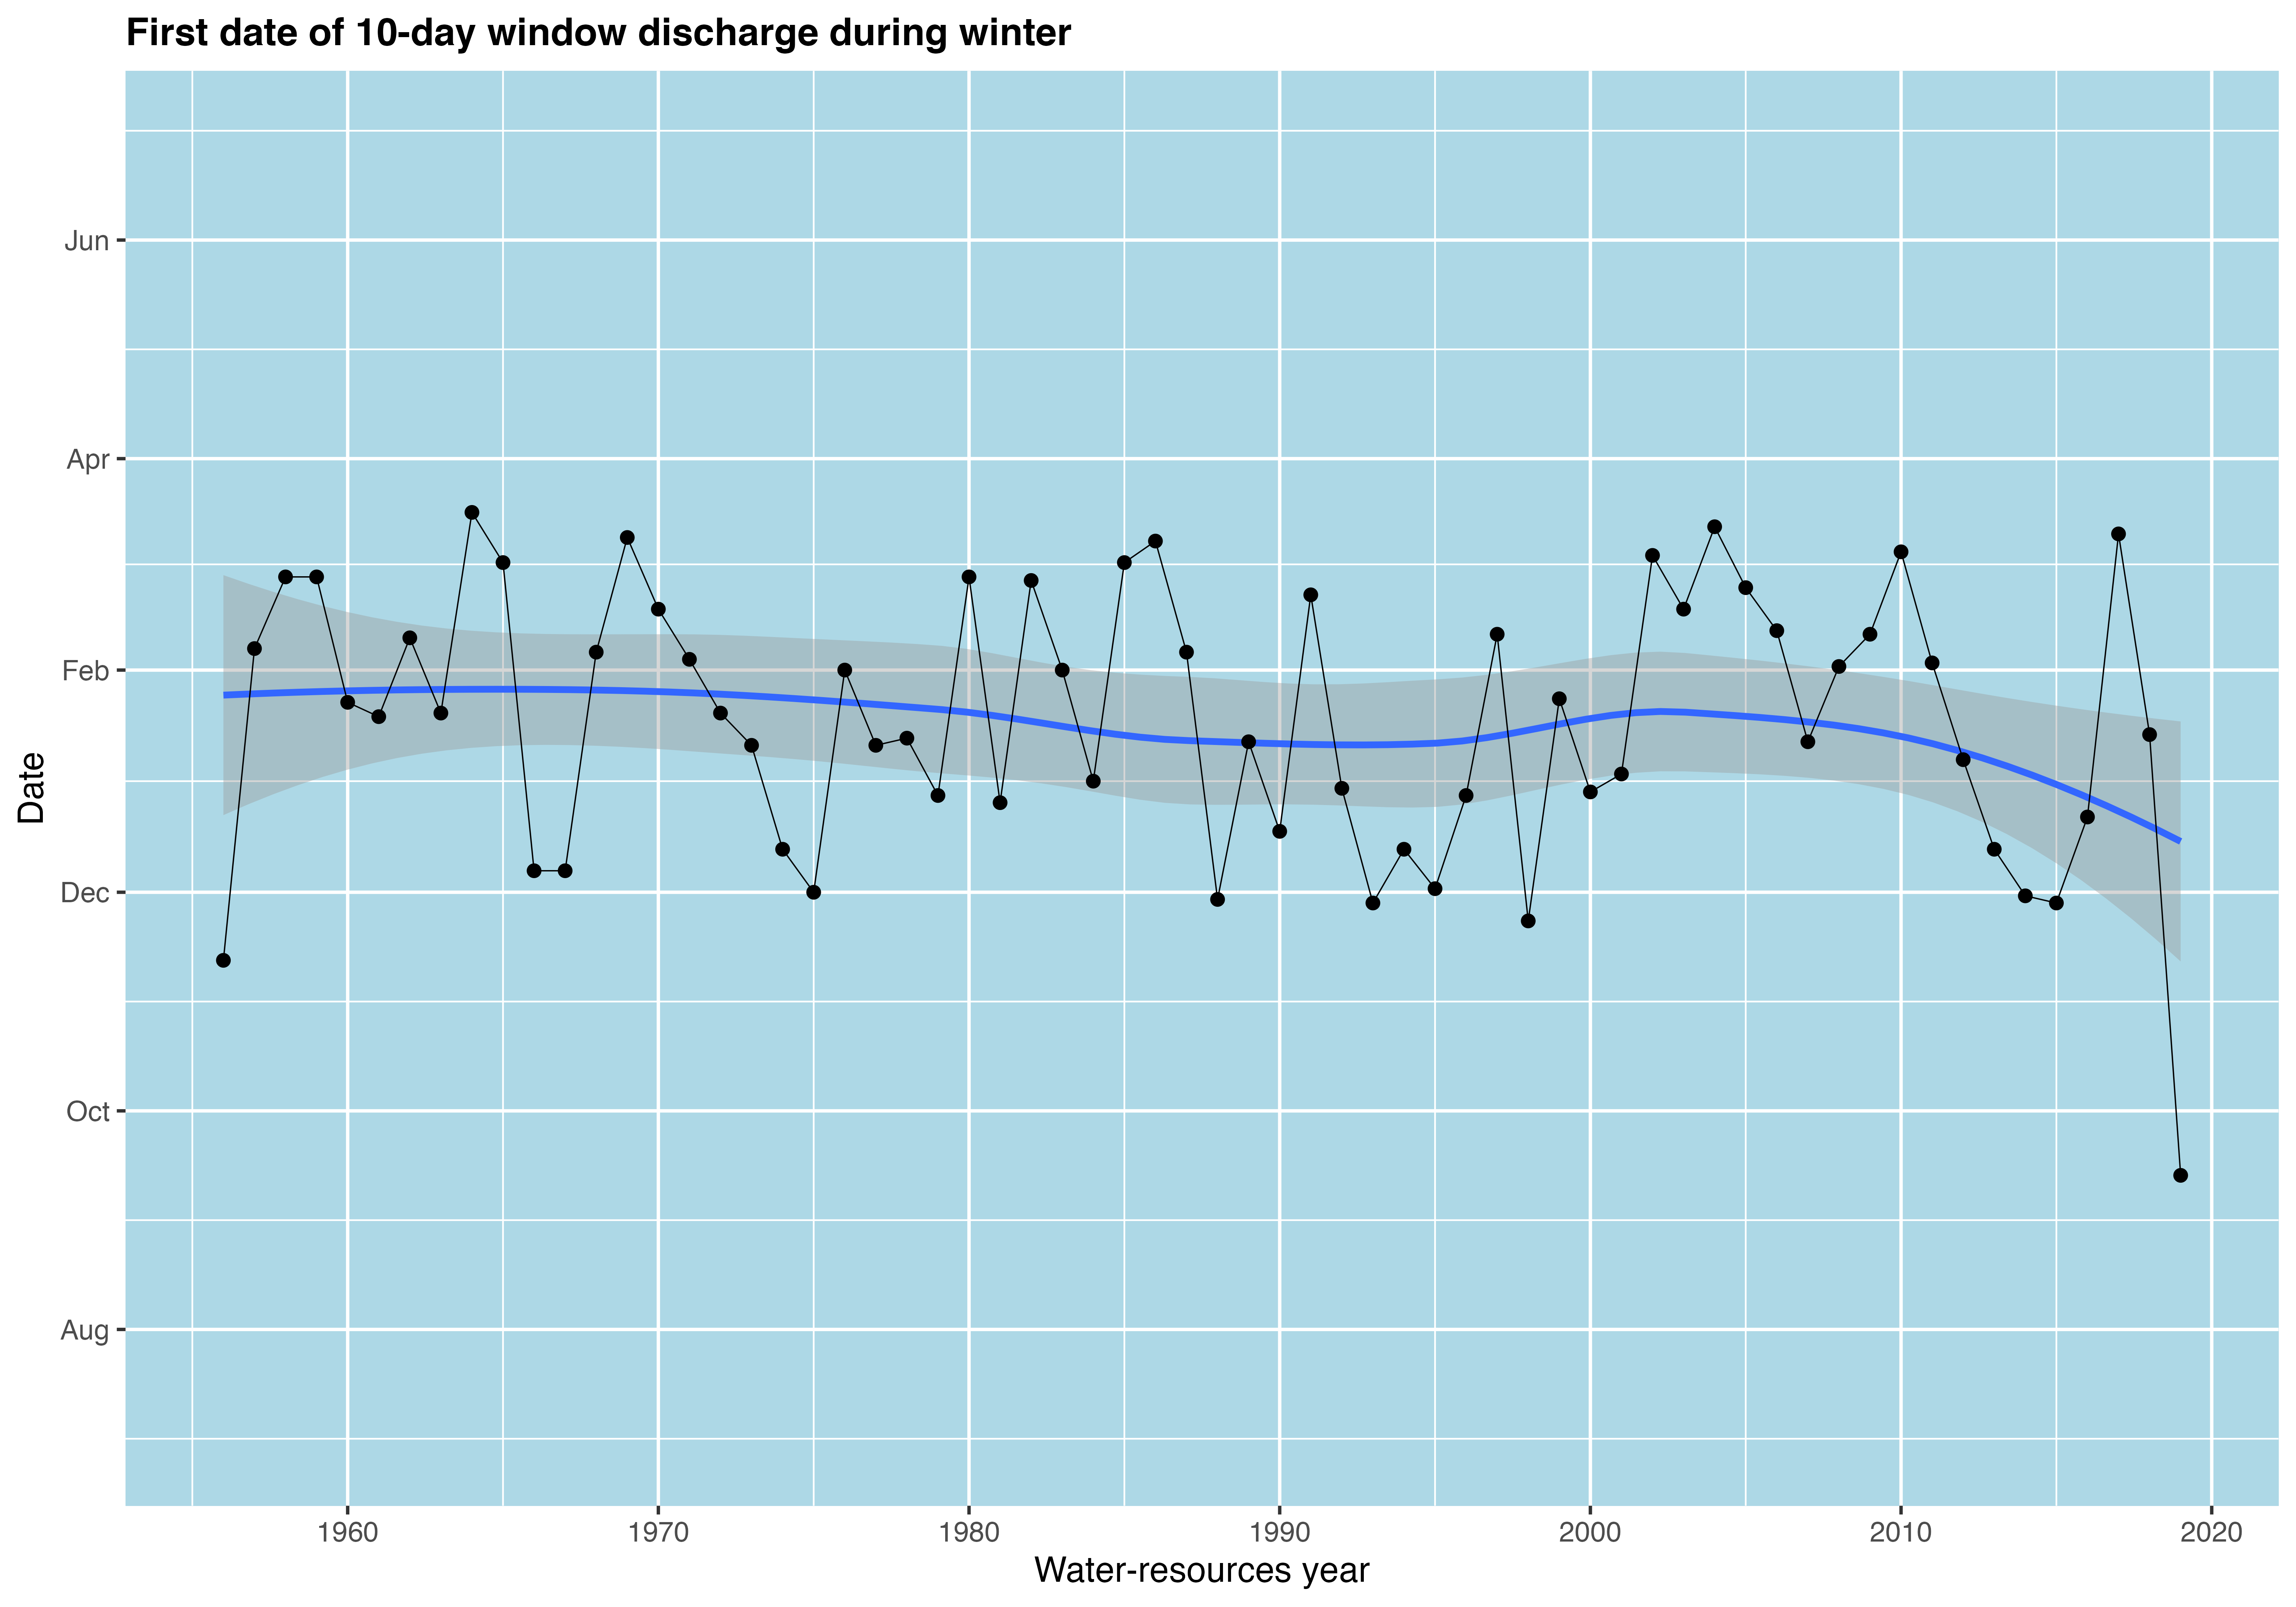 First date of 10-day window discharge during winter
Date
Jun
Apr
Feb
Dec
Oct
Aug
1960 1970 1980 1990 2000 2010 2020
Water-resources year